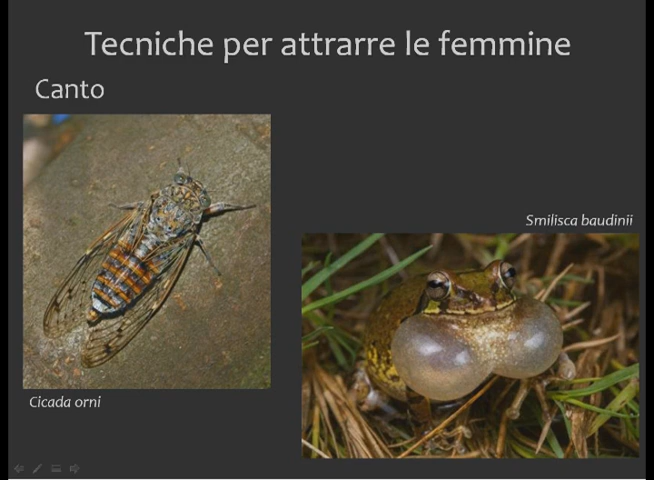 Tecniche per attrarre le femmine
Canto
Smilisca baudinii
Cicada orni